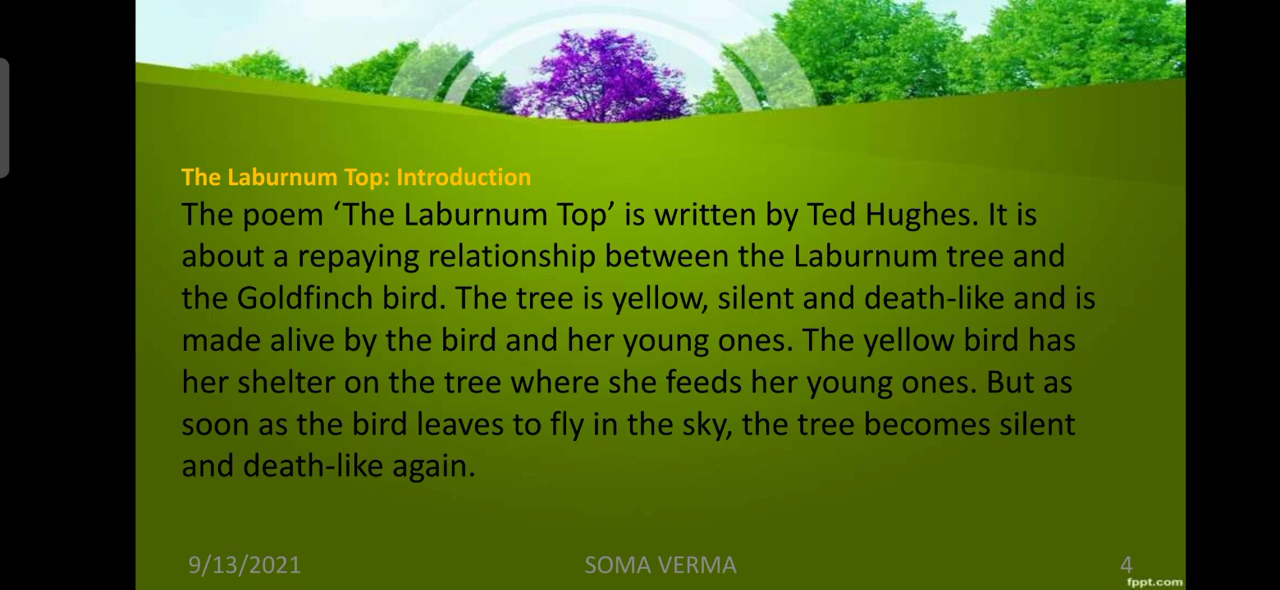 The Laburnum Top: Introduction
The poem ‘The Laburnum Top’ is written by Ted Hughes. It is
about a repaying relationship between the Laburnum tree and
the Goldfinch bird. The tree is yellow, silent and death-like and is
made alive by the bird and her young ones. The yellow bird has
her shelter on the tree where she feeds her young ones. But as
soon as the bird leaves to fly in the sky, the tree becomes silent
and death-like again.
9/13/2021
SOMA VERMA
4
fppt.com